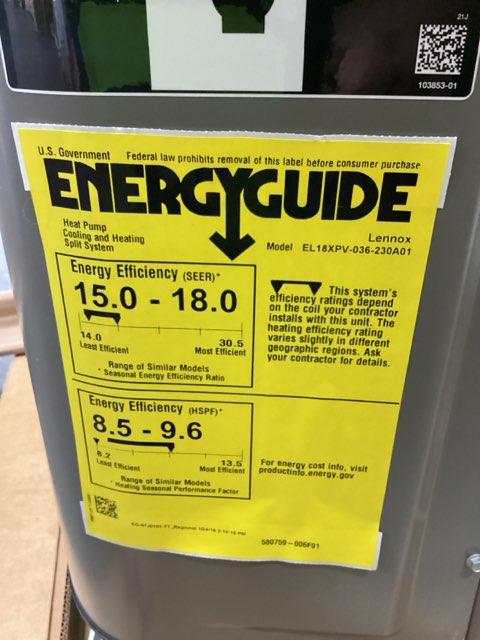 21J
103853-01
U.S. Government Federal law prohibits removal of this label before consumer purchase
ENERGYGUIDE
Heat Pump
Cooling and Heating
Split System
Lennox
Model EL18XPV-036-230A01
Energy Efficiency (SEER)*
15.0 - 18.0
14.0 30.5
Least Efficient Most Efficient
Range of Similar Models
* Seasonal Energy Efficiency Ratio
This system's
efficiency ratings depend
on the coil your contractor
installs with this unit. The
heating efficiency rating
varies slightly in different
geographic regions. Ask
your contractor for details.
Energy Efficiency (HSPF)*
8.5 - 9.6
8.2 13.5
Least Efficient Most Efficient
Range of Similar Models
* Heating Seasonal Performance Factor
For energy cost info, visit
productinfo.energy.gov
580759-006F01